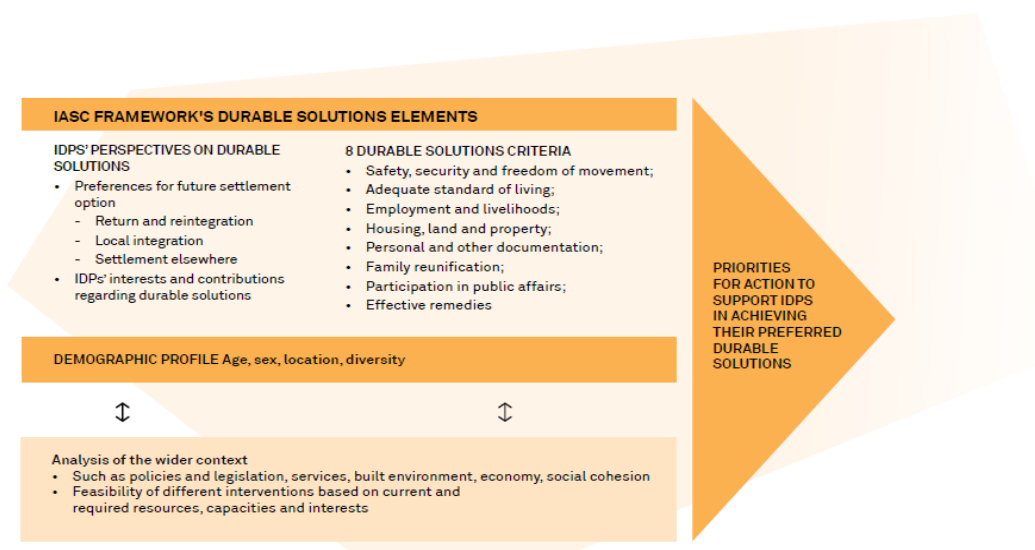 IASC FRAMEWORK'S DURABLE SOLUTIONS ELEMENTS
IDPS' PERSPECTIVES ON DURABLE
SOLUTIONS
• Preferences for future settlement
option
- Return and reintegration
- Local integration
- Settlement elsewhere
• IDPs' interests and contributions
regarding durable solutions
8 DURABLE SOLUTIONS CRITERIA
• Safety, security and freedom of movement;
• Adequate standard of living;
• Employment and livelihoods;
• Housing, land and property;
• Personal and other documentation;
• Family reunification;
• Participation in public affairs;
• Effective remedies
DEMOGRAPHIC PROFILE Age, sex, location, diversity
Analysis of the wider context
• Such as policies and legislation, services, built environment, economy, social cohesion
• Feasibility of different interventions based on current and
required resources, capacities and interests
PRIORITIES
FOR ACTION TO
SUPPORT IDPS
IN ACHIEVING
THEIR PREFERRED
DURABLE
SOLUTIONS